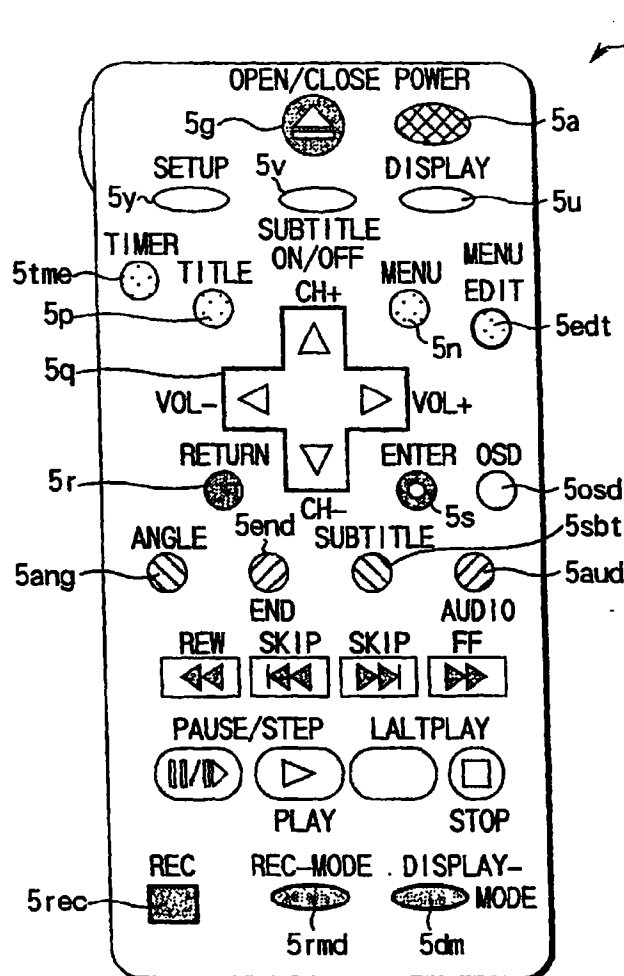 OPEN/CLOSE POWER
5g 5a
SETUP 5v DISPLAY
5y 5u
SUBTITLE
ON/OFF
TIMER TITLE MENU MENU
EDIT
5tme CH+
5p 5n 5edt
5q
VOL- VOL+
RETURN ENTER OSD
5r 5s 5osd
CH-
ANGLE 5end SUBTITLE 5sbt
5ang 5aud
END AUDIO
REW SKIP SKIP FF
PAUSE/STEP LALTPLAY
PLAY STOP
REC REC-MODE DISPLAY-
MODE
5rec 5rmd 5dm